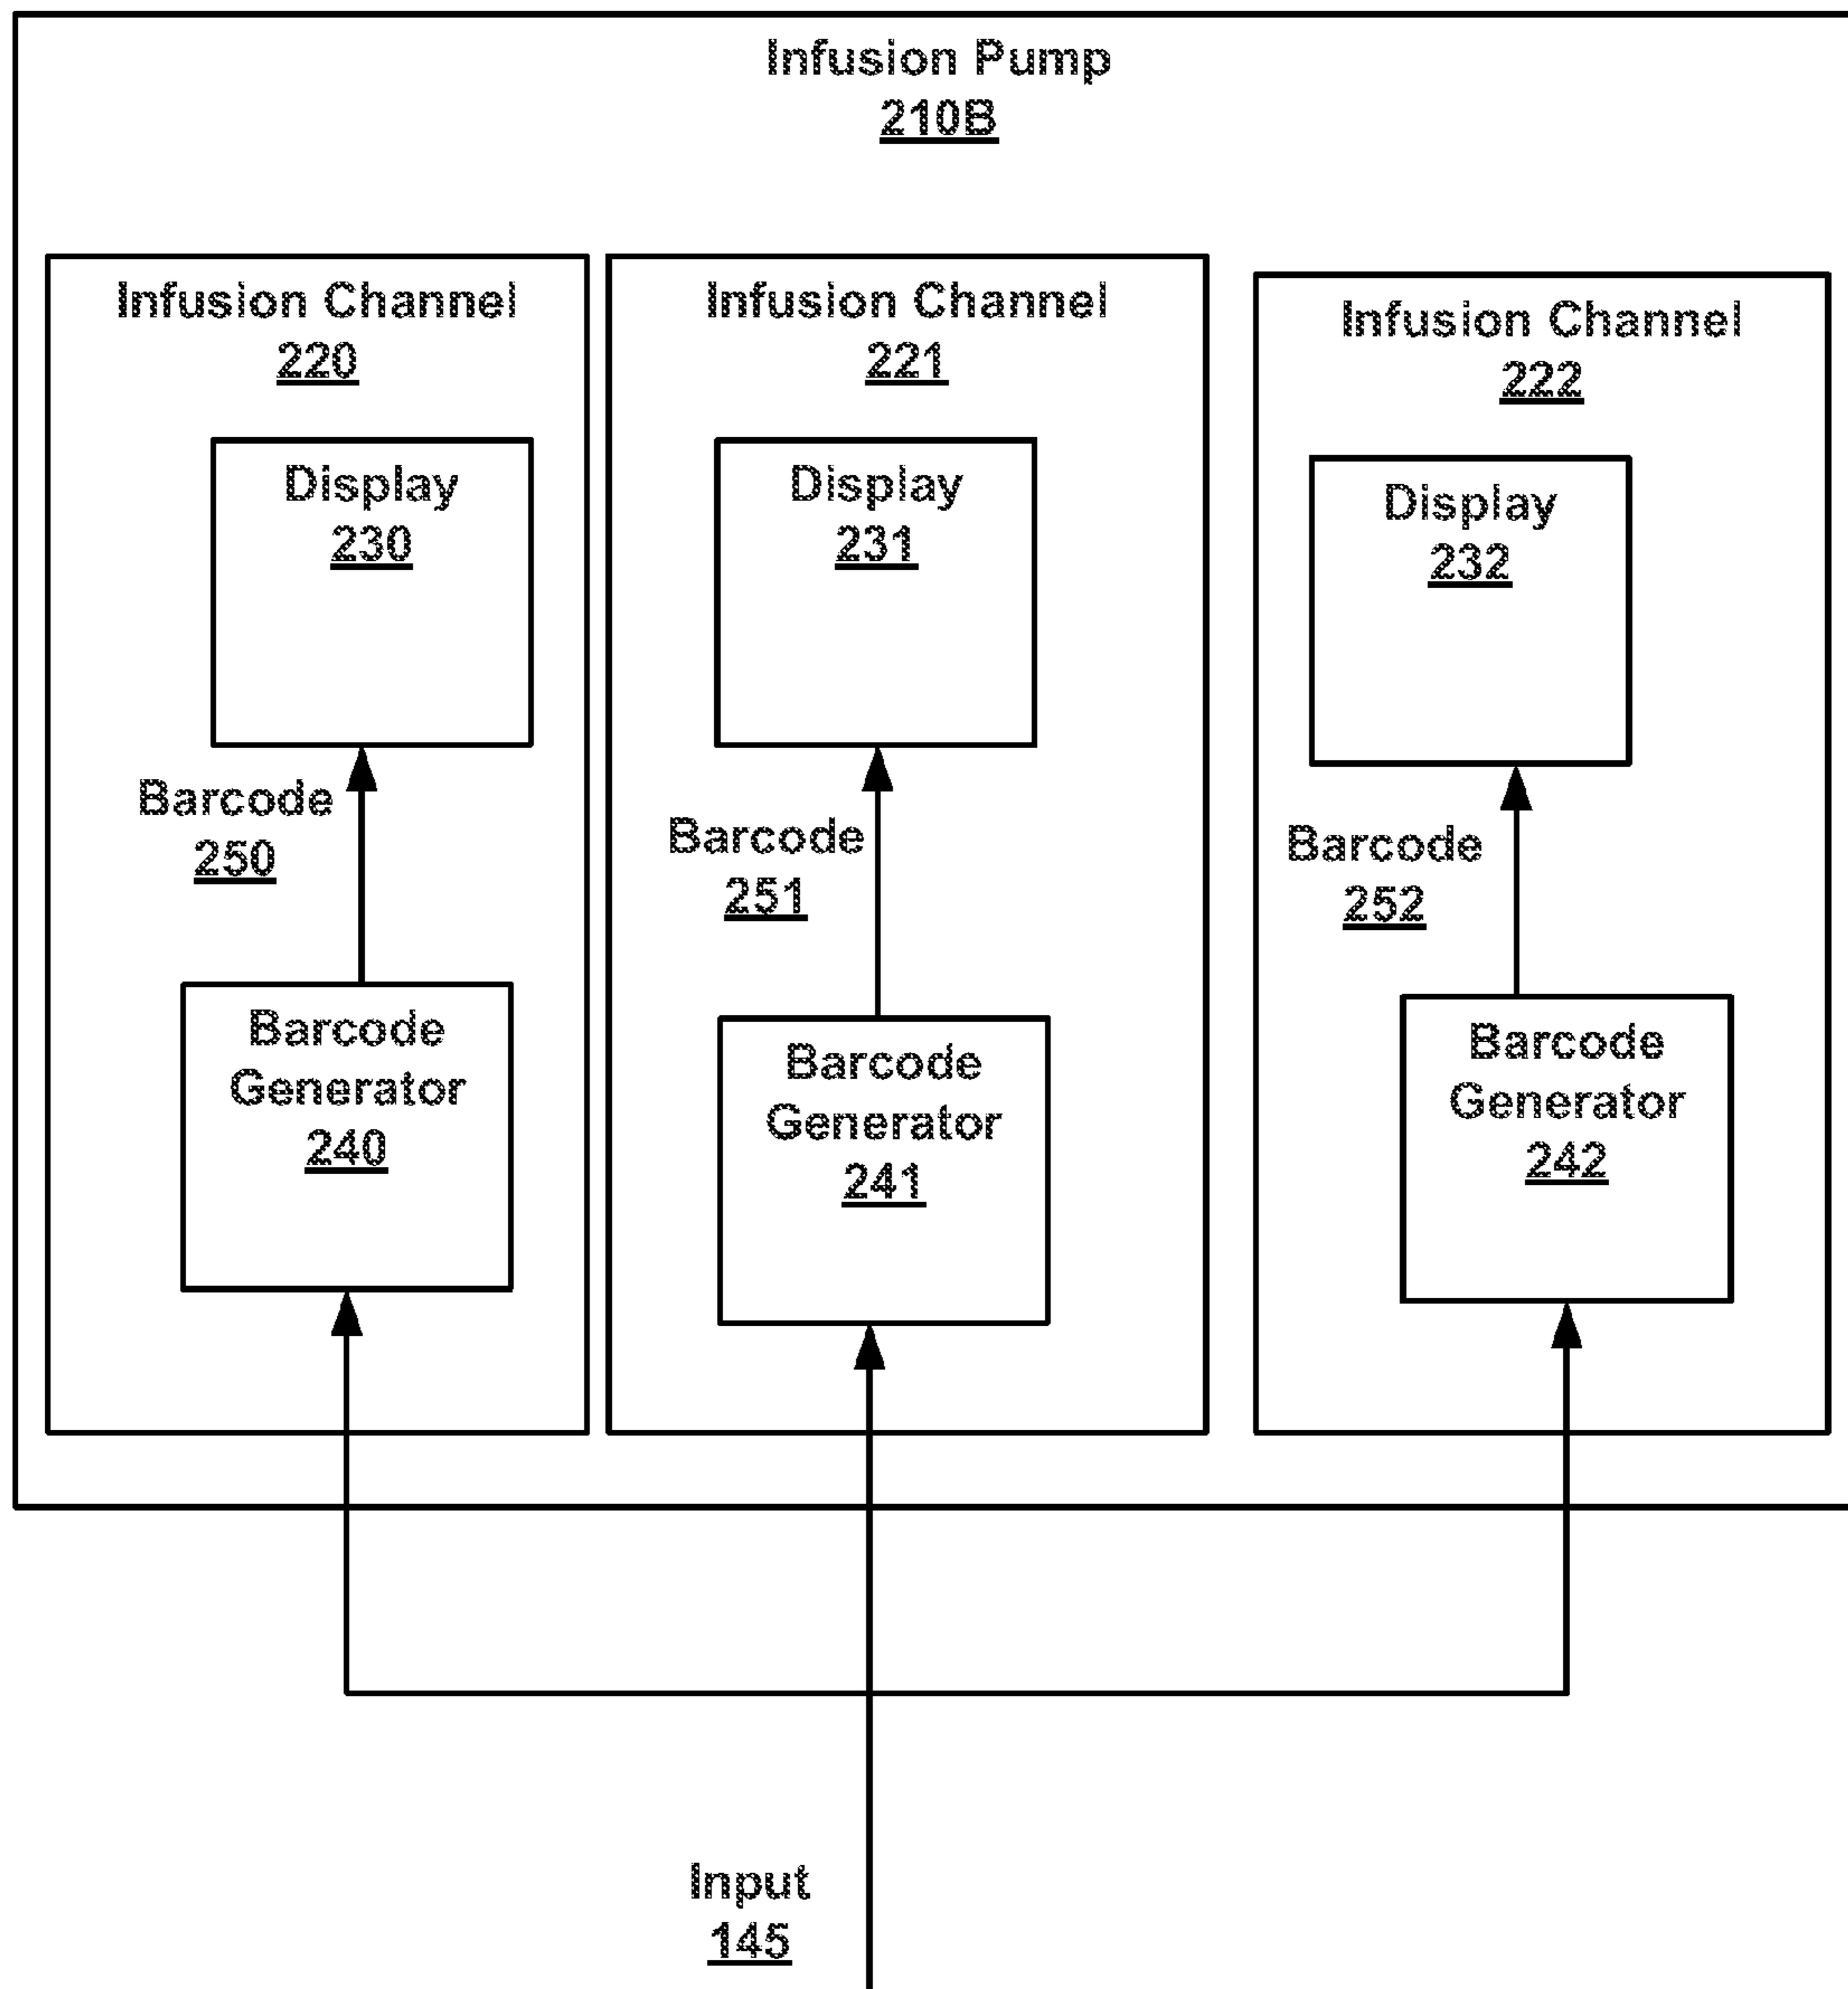 Infusion Pump
210B
Infusion Channel
220
Display
230
Barcode
250
Barcode
Generator
240
Infusion Channel
221
Display
231
Barcode
251
Barcode
Generator
241
Infusion Channel
222
Display
232
Barcode
252
Barcode
Generator
242
Input
145